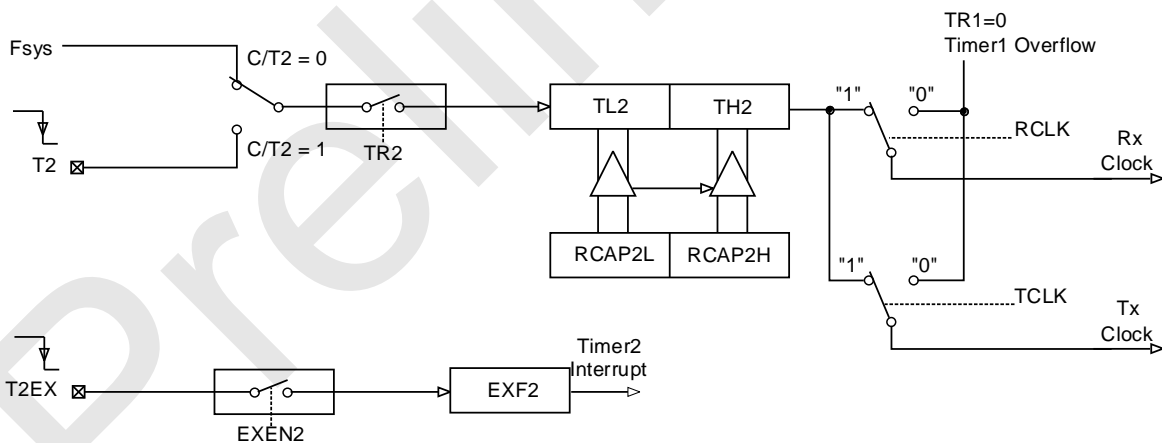 TR1=0
Timer1 Overflow
Fsys
C/T2 = 0
"1"
"0"
TL2
TH2
RCLK
Rx
Clock
C/T2 = 1
TR2
T2
RCAP2L
RCAP2H
"1"
"0"
TCLK
Tx
Clock
Timer2
Interrupt
T2EX
EXF2
EXEN2